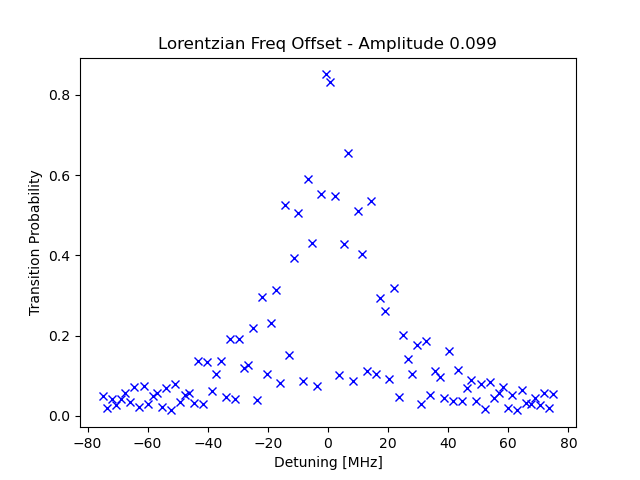 Lorentzian Freq Offset - Amplitude 0.099
0.8
0.6
0.4
0.2
0.0
Transition Probability
−80 −60 −40 −20 0 20 40 60 80
Detuning [MHz]